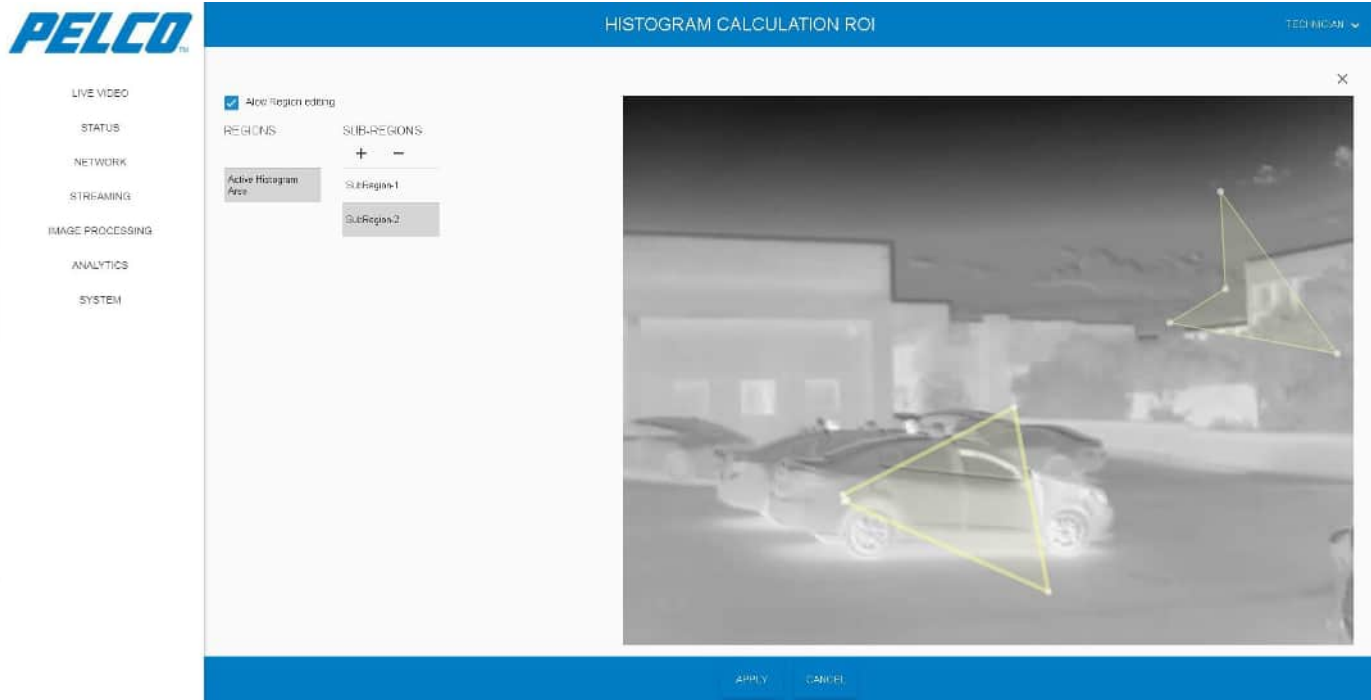 PELCO™
HISTOGRAM CALCULATION ROI
TECHNICIAN
LIVE VIDEO
STATUS
NETWORK
STREAMING
IMAGE PROCESSING
ANALYTICS
SYSTEM
Allow Region editing
REGIONS
SUB-REGIONS
+ −
Active Histogram
Area
SubRegion-1
SubRegion-2
APPLY
CANCEL